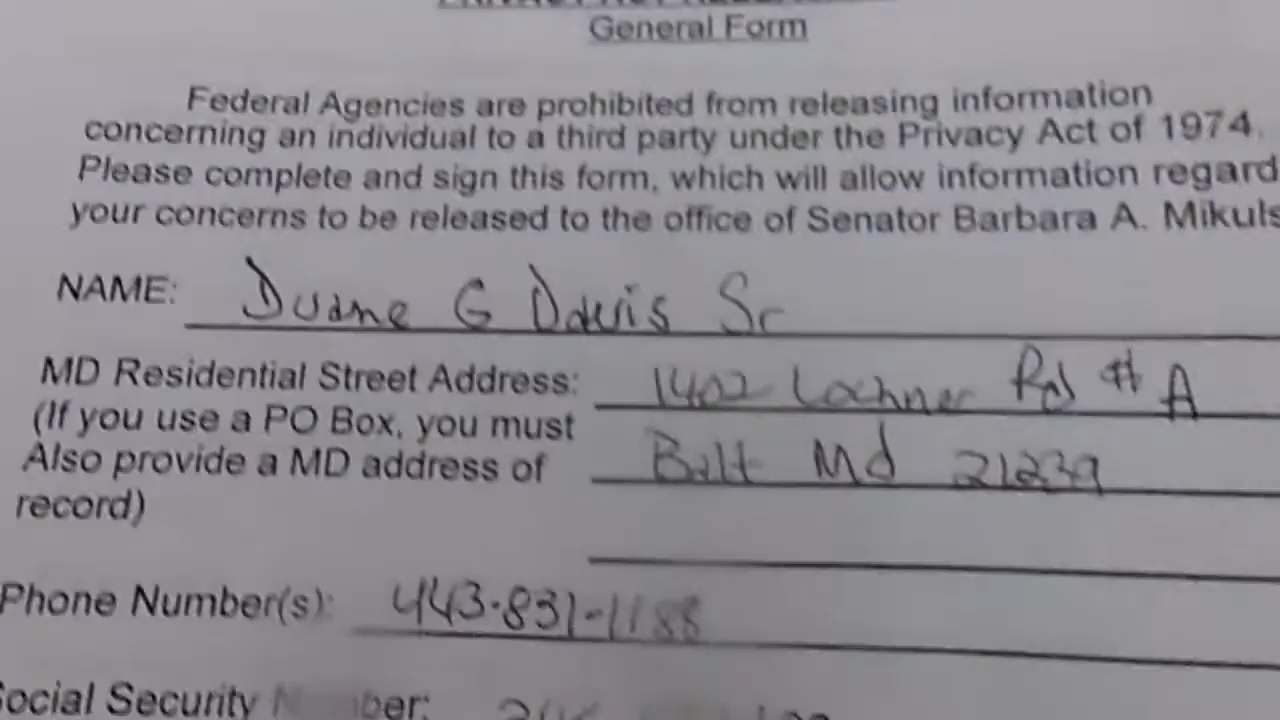 General Form
Federal Agencies are prohibited from releasing information
concerning an individual to a third party under the Privacy Act of 1974.
Please complete and sign this form, which will allow information regard
your concerns to be released to the office of Senator Barbara A. Mikuls
NAME: Duane G Davis Sr
MD Residential Street Address: 1402 Lochner Rd # A
(If you use a PO Box, you must
Also provide a MD address of Balt Md 21239
record)
Phone Number(s): 443-831-1188
Social Security Number: